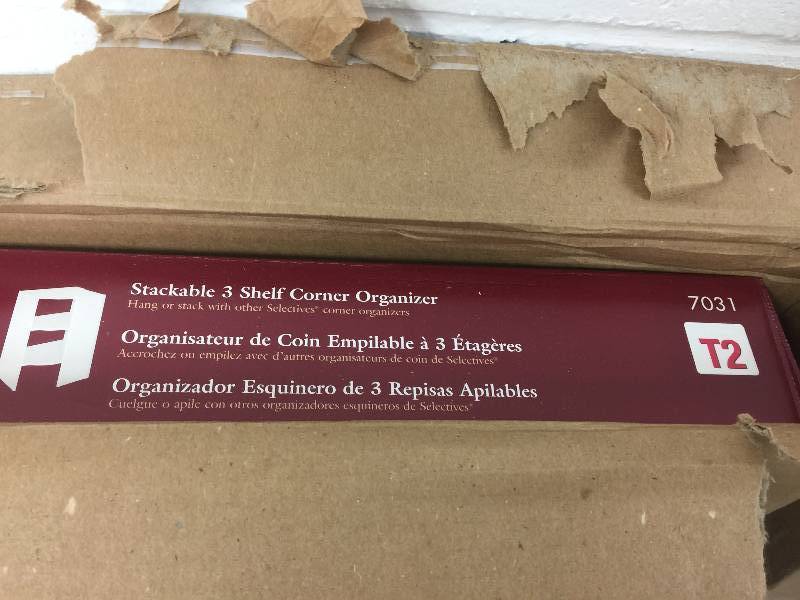 Stackable 3 Shelf Corner Organizer
Hang or stack with other Selectives® corner organizers
Organisateur de Coin Empilable à 3 Étagères
Accrochez ou empilez avec d'autres organisateurs de coin de Selectives®
Organizador Esquinero de 3 Repisas Apilables
Cuelgue o apile con otros organizadores esquineros de Selectives®
7031
T2